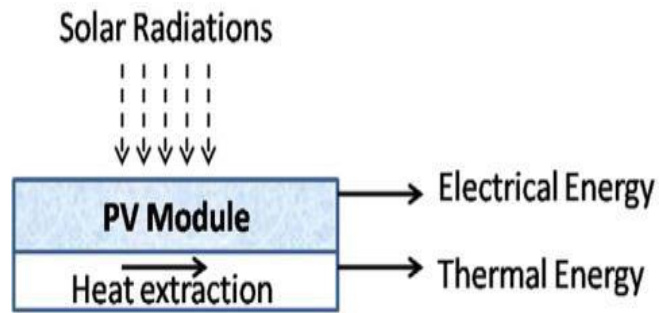 Solar Radiations
PV Module
Electrical Energy
Heat extraction
Thermal Energy